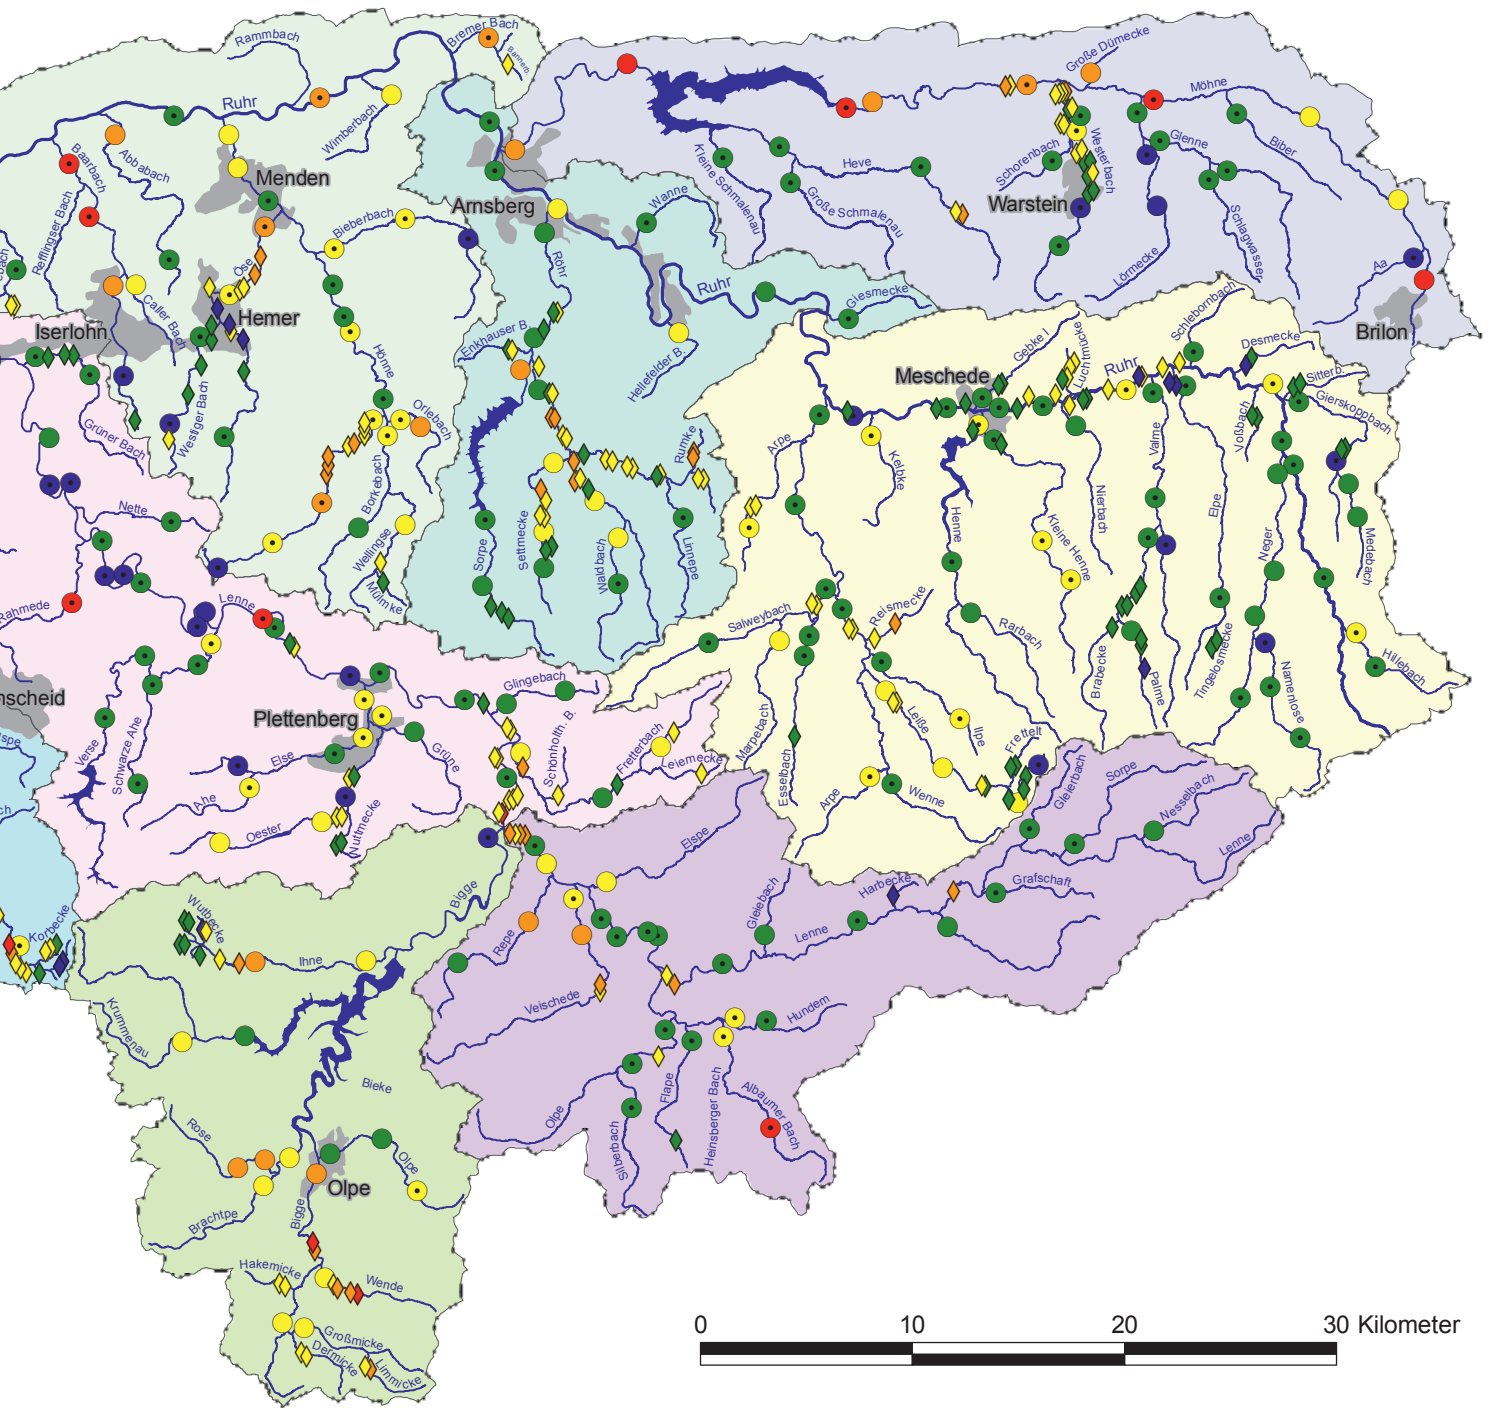 Rammbach
Bremer Bach
Bannerb.
Ruhr
Wimberbach
Baarbach
Abbabach
Refflingser Bach
Menden
Bieberbach
Öse
Caller Bach
Iserlohn
Hemer
Hönne
Westiger Bach
Grüner Bach
Orlebach
Borkebach
Wellingse
Mülmke
Nette
Arnsberg
Wanne
Röhr
Ruhr
Giesmecke
Enkhauser B.
Hellefelder B.
Rumke
Settmecke
Sorpe
Waldbach
Linnepe
Kleine Schmalenau
Heve
Große Schmalenau
Große Dümecke
Möhne
Schorenbach
Westerbach
Warstein
Glenne
Biber
Lörmecke
Schlagwasser
Aa
Brilon
Schlebornbach
Gebke I
Luchtmucke
Desmecke
Meschede
Ruhr
Sitterb.
Gierskoppbach
Voßbach
Arpe
Kelbke
Valme
Elpe
Nierbach
Henne
Kleine Henne
Neger
Medebach
Rarbach
Reismecke
Salweybach
Brabecke
Palme
Tingelosmecke
Namenlose
Hillebach
Marpebach
Esselbach
Leiße
Ilpe
Frettelt
Arpe
Wenne
Rahmede
Lenne
Glingebach
nscheid
Plettenberg
Verse
Schwarze Ahe
Else
Grüne
Schönholth. B.
Fretterbach
Leiemecke
Ahe
Oester
Nuttmecke
Gleierbach
Sorpe
Nesselbach
Lenne
Elspe
Bigge
Gleiebach
Harbecke
Grafschaft
Wutbecke
Korbecke
Ihne
Repe
Lenne
Veischede
Hundem
Krummenau
Bieke
Flape
Heinsberger Bach
Albaumer Bach
Olpe
Silberbach
Rose
Olpe
Olpe
Brachtpe
Bigge
Hakemicke
Wende
Großmicke
Dermicke
Limmicke
0 10 20 30 Kilometer